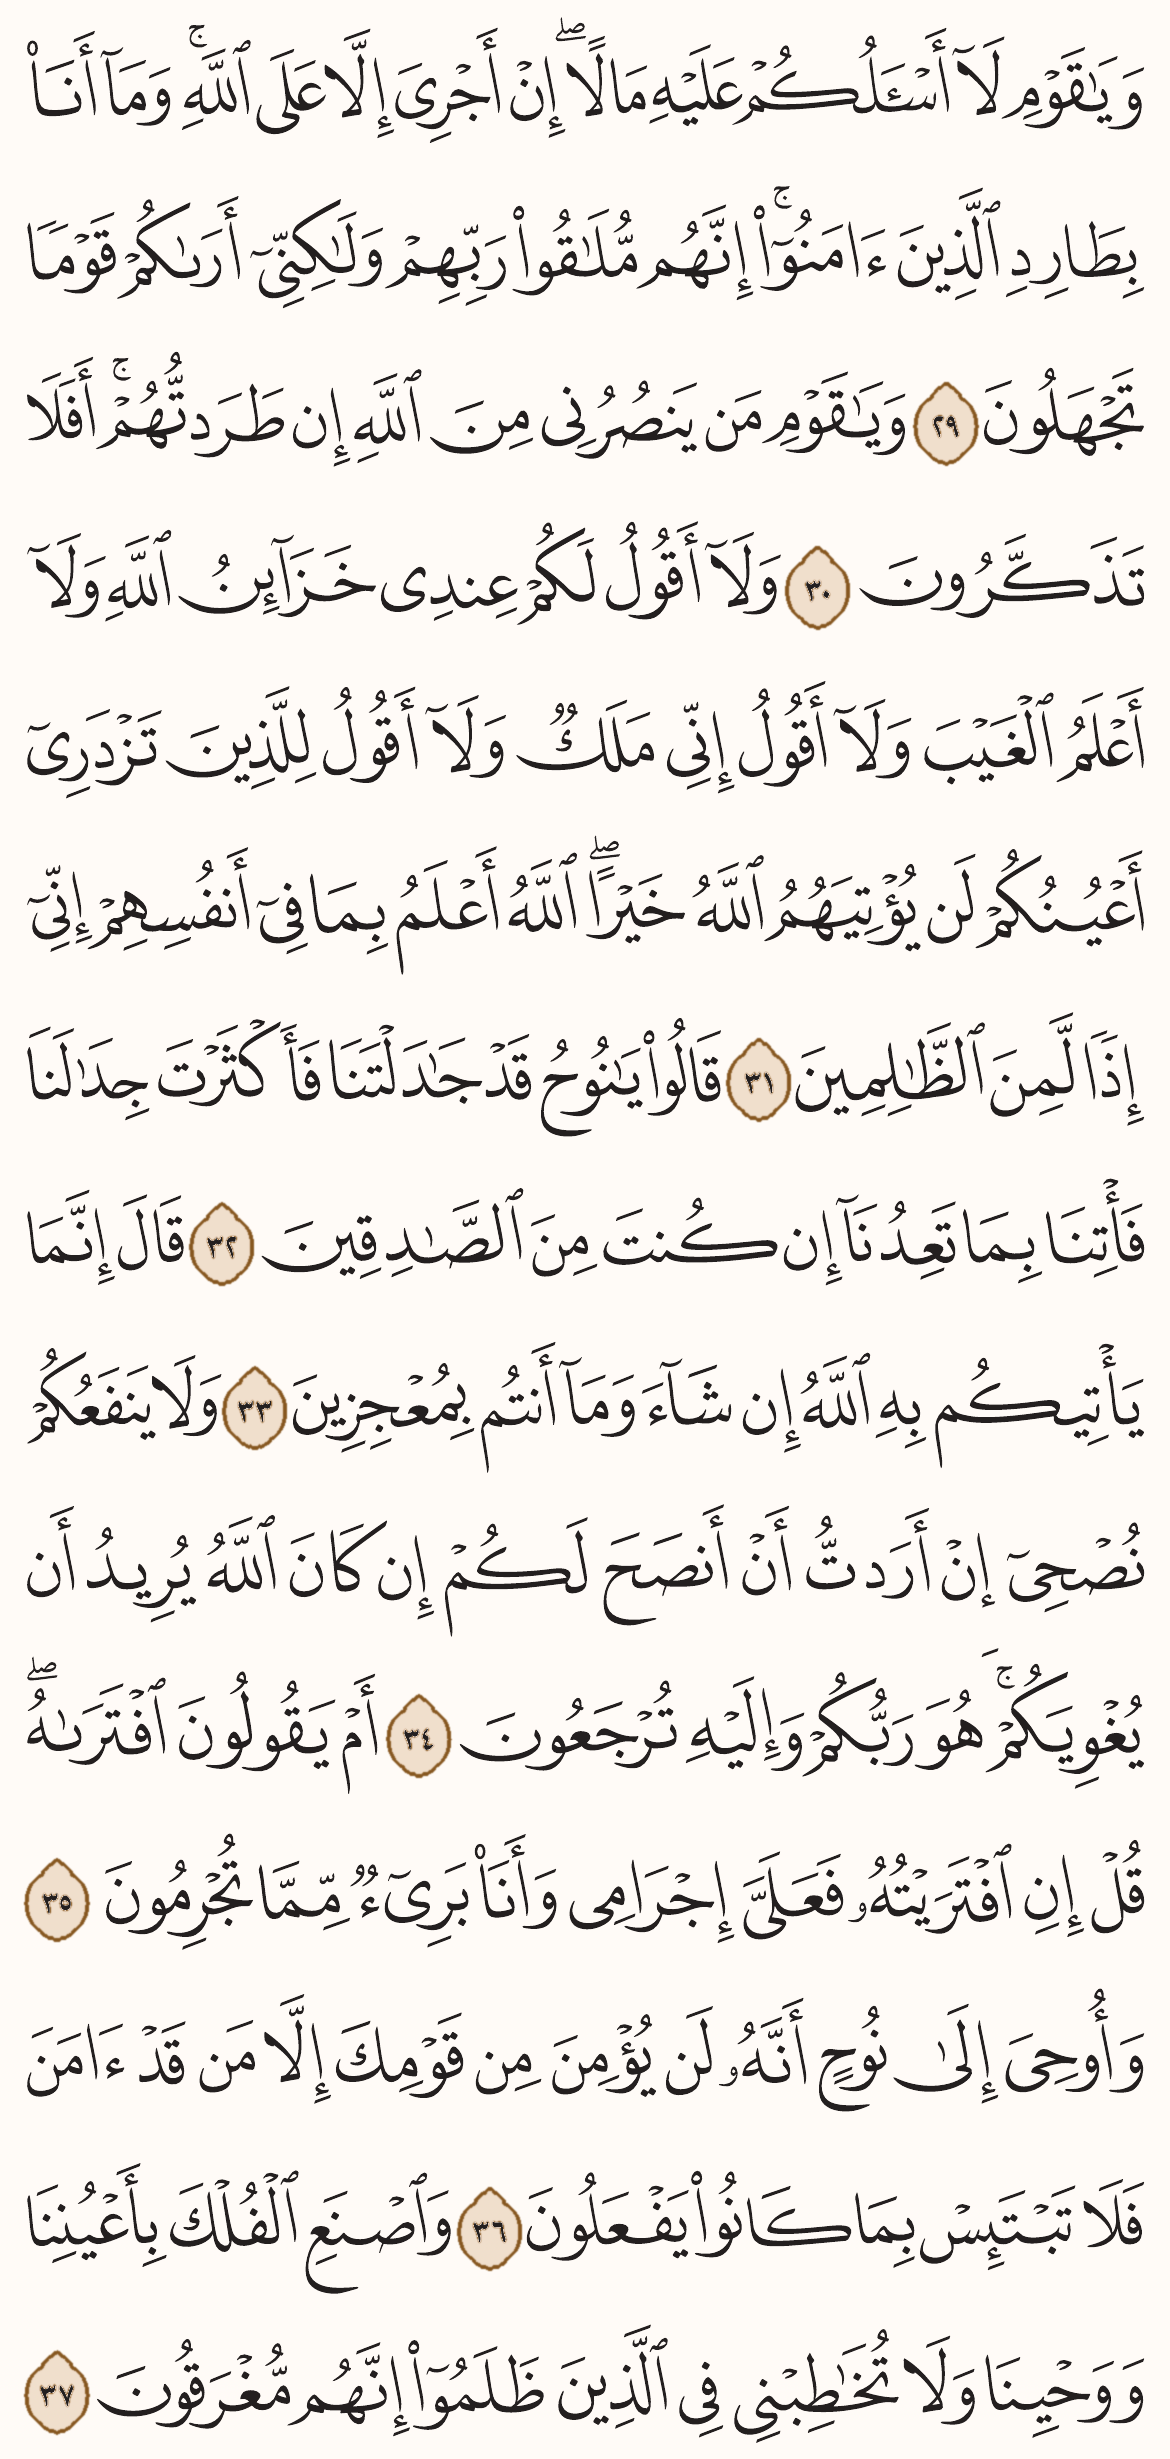 وَيَٰقَوْمِ لَآ أَسْـَٔلُكُمْ عَلَيْهِ مَالًا ۖ إِنْ أَجْرِىَ إِلَّا عَلَى ٱللَّهِ ۚ وَمَآ أَنَا۠
بِطَارِدِ ٱلَّذِينَ ءَامَنُوٓا۟ ۚ إِنَّهُم مُّلَٰقُوا۟ رَبِّهِمْ وَلَٰكِنِّىٓ أَرَىٰكُمْ قَوْمًا
تَجْهَلُونَ ٢٩ وَيَٰقَوْمِ مَن يَنصُرُنِى مِنَ ٱللَّهِ إِن طَرَدتُّهُمْ ۚ أَفَلَا
تَذَكَّرُونَ ٣٠ وَلَآ أَقُولُ لَكُمْ عِندِى خَزَآئِنُ ٱللَّهِ وَلَآ
أَعْلَمُ ٱلْغَيْبَ وَلَآ أَقُولُ إِنِّى مَلَكٌ وَلَآ أَقُولُ لِلَّذِينَ تَزْدَرِىٓ
أَعْيُنُكُمْ لَن يُؤْتِيَهُمُ ٱللَّهُ خَيْرًا ۖ ٱللَّهُ أَعْلَمُ بِمَا فِىٓ أَنفُسِهِمْ إِنِّىٓ
إِذًا لَّمِنَ ٱلظَّٰلِمِينَ ٣١ قَالُوا۟ يَٰنُوحُ قَدْ جَٰدَلْتَنَا فَأَكْثَرْتَ جِدَٰلَنَا
فَأْتِنَا بِمَا تَعِدُنَآ إِن كُنتَ مِنَ ٱلصَّٰدِقِينَ ٣٢ قَالَ إِنَّمَا
يَأْتِيكُم بِهِ ٱللَّهُ إِن شَآءَ وَمَآ أَنتُم بِمُعْجِزِينَ ٣٣ وَلَا يَنفَعُكُمْ
نُصْحِىٓ إِنْ أَرَدتُّ أَنْ أَنصَحَ لَكُمْ إِن كَانَ ٱللَّهُ يُرِيدُ أَن
يُغْوِيَكُمْ ۚ هُوَ رَبُّكُمْ وَإِلَيْهِ تُرْجَعُونَ ٣٤ أَمْ يَقُولُونَ ٱفْتَرَىٰهُ ۖ
قُلْ إِنِ ٱفْتَرَيْتُهُۥ فَعَلَىَّ إِجْرَامِى وَأَنَا۠ بَرِىٓءٌ مِّمَّا تُجْرِمُونَ ٣٥
وَأُوحِىَ إِلَىٰ نُوحٍ أَنَّهُۥ لَن يُؤْمِنَ مِن قَوْمِكَ إِلَّا مَن قَدْ ءَامَنَ
فَلَا تَبْتَئِسْ بِمَا كَانُوا۟ يَفْعَلُونَ ٣٦ وَٱصْنَعِ ٱلْفُلْكَ بِأَعْيُنِنَا
وَوَحْيِنَا وَلَا تُخَٰطِبْنِى فِى ٱلَّذِينَ ظَلَمُوٓا۟ إِنَّهُم مُّغْرَقُونَ ٣٧